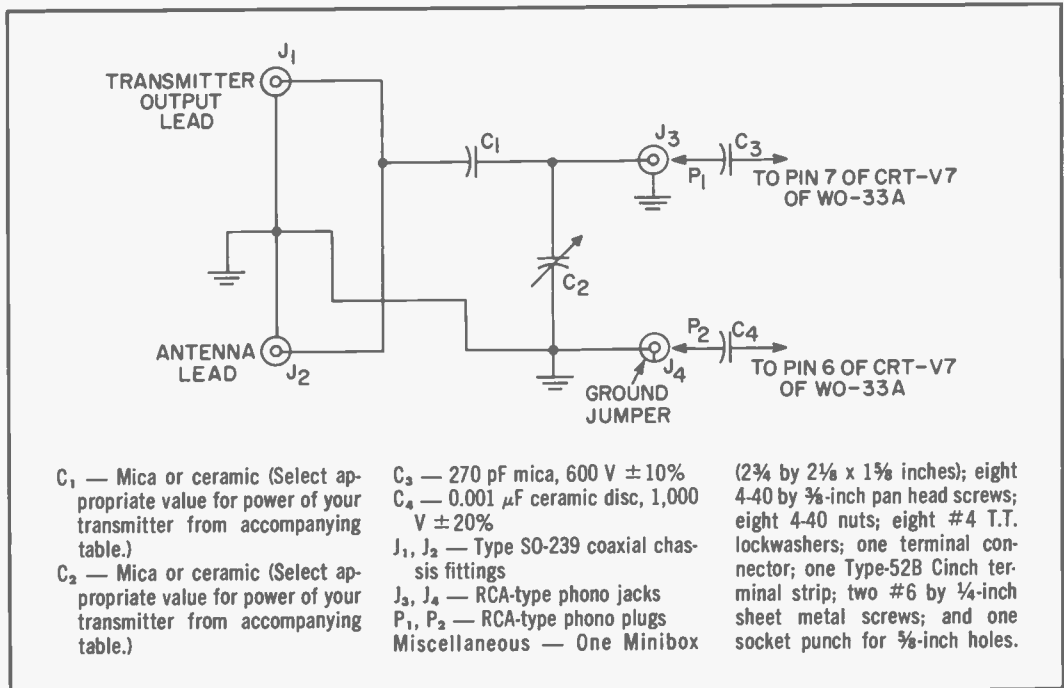 J₁
TRANSMITTER
OUTPUT
LEAD
C₁
J₃
C₃
P₁
TO PIN 7 OF CRT-V7
OF WO-33A
C₂
ANTENNA
LEAD
J₂
P₂
C₄
J₄
GROUND
JUMPER
TO PIN 6 OF CRT-V7
OF WO-33A
C₁ — Mica or ceramic (Select ap-
propriate value for power of your
transmitter from accompanying
table.)
C₂ — Mica or ceramic (Select ap-
propriate value for power of your
transmitter from accompanying
table.)
C₃ — 270 pF mica, 600 V ±10%
C₄ — 0.001 μF ceramic disc, 1,000
V ±20%
J₁, J₂ — Type SO-239 coaxial chas-
sis fittings
J₃, J₄ — RCA-type phono jacks
P₁, P₂ — RCA-type phono plugs
Miscellaneous — One Minibox
(2¾ by 2⅛ x 1⅝ inches); eight
4-40 by ⅜-inch pan head screws;
eight 4-40 nuts; eight #4 T.T.
lockwashers; one terminal con-
nector; one Type-52B Cinch ter-
minal strip; two #6 by ¼-inch
sheet metal screws; and one
socket punch for ⅝-inch holes.